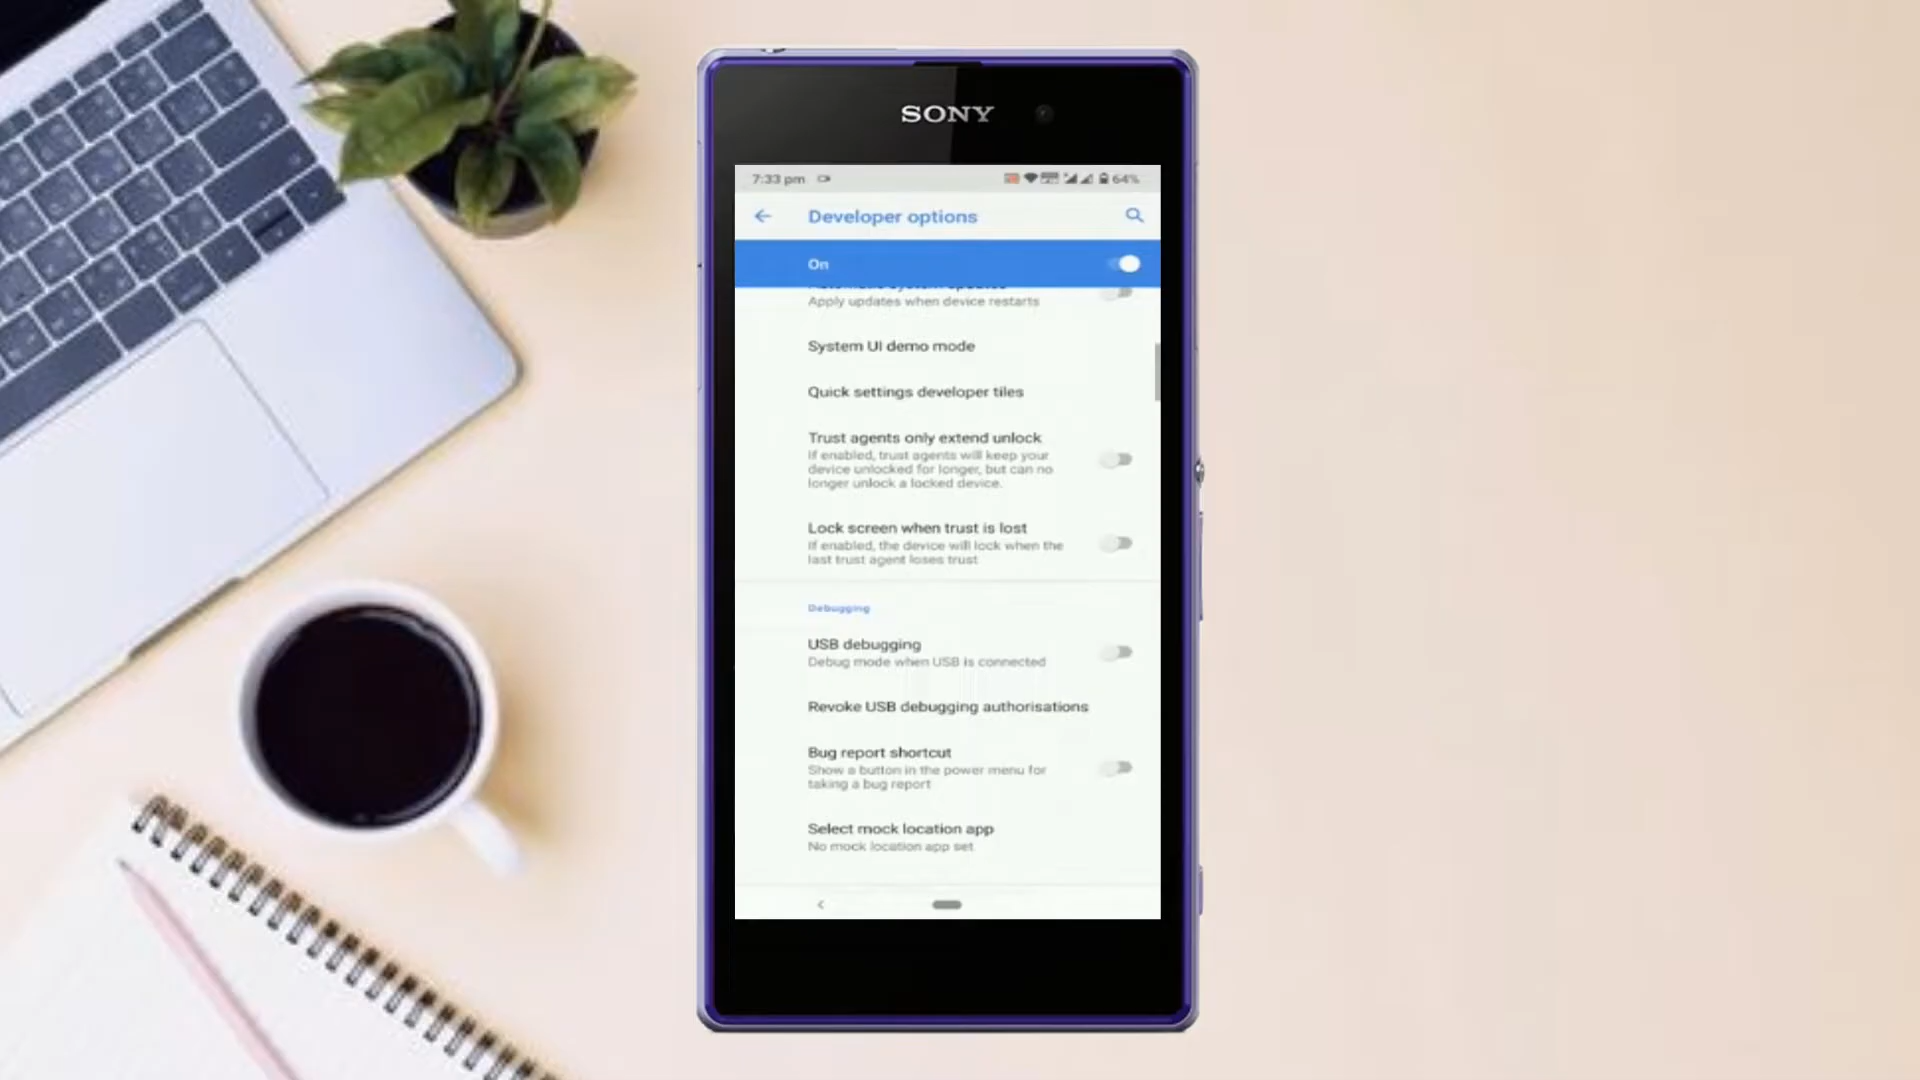 SONY
7:33 pm 64%
Developer options
On
Apply updates when device restarts
System UI demo mode
Quick settings developer tiles
Trust agents only extend unlock
If enabled, trust agents will keep your
device unlocked for longer, but can no
longer unlock a locked device.
Lock screen when trust is lost
If enabled, the device will lock when the
last trust agent loses trust
Debugging
USB debugging
Debug mode when USB is connected
Revoke USB debugging authorisations
Bug report shortcut
Show a button in the power menu for
taking a bug report
Select mock location app
No mock location app set